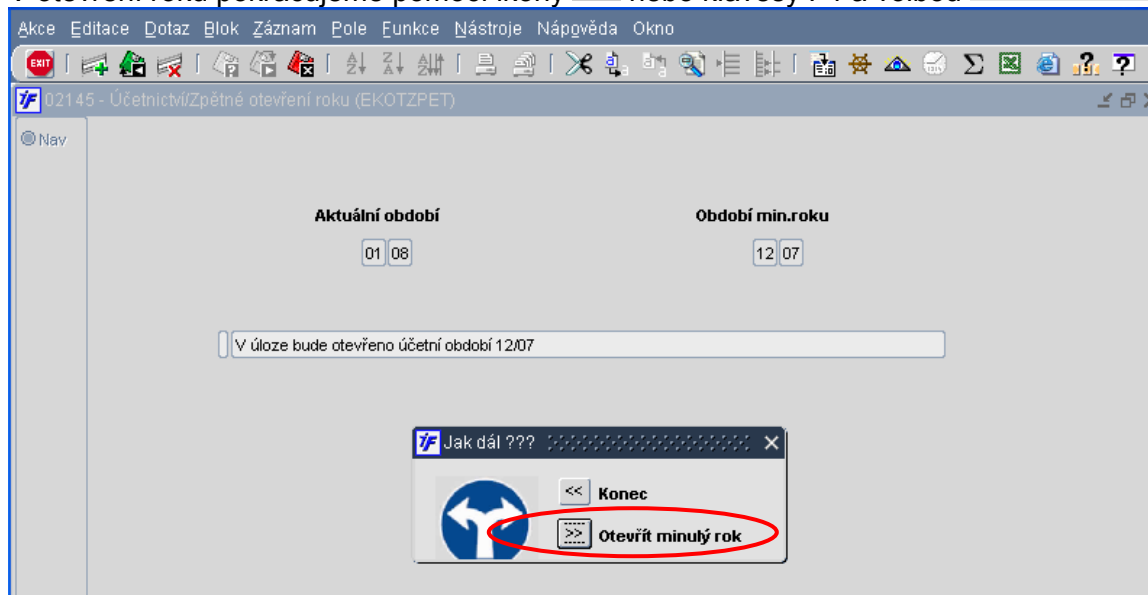 Akce Editace Dotaz Blok Záznam Pole Funkce Nástroje Nápověda Okno
EXIT
02145 - Účetnictví/Zpětné otevření roku (EKOTZPET)
Nav
Aktuální období Období min.roku
01 08 12 07
V úloze bude otevřeno účetní období 12/07
Jak dál ???
<< Konec
>> Otevřít minulý rok